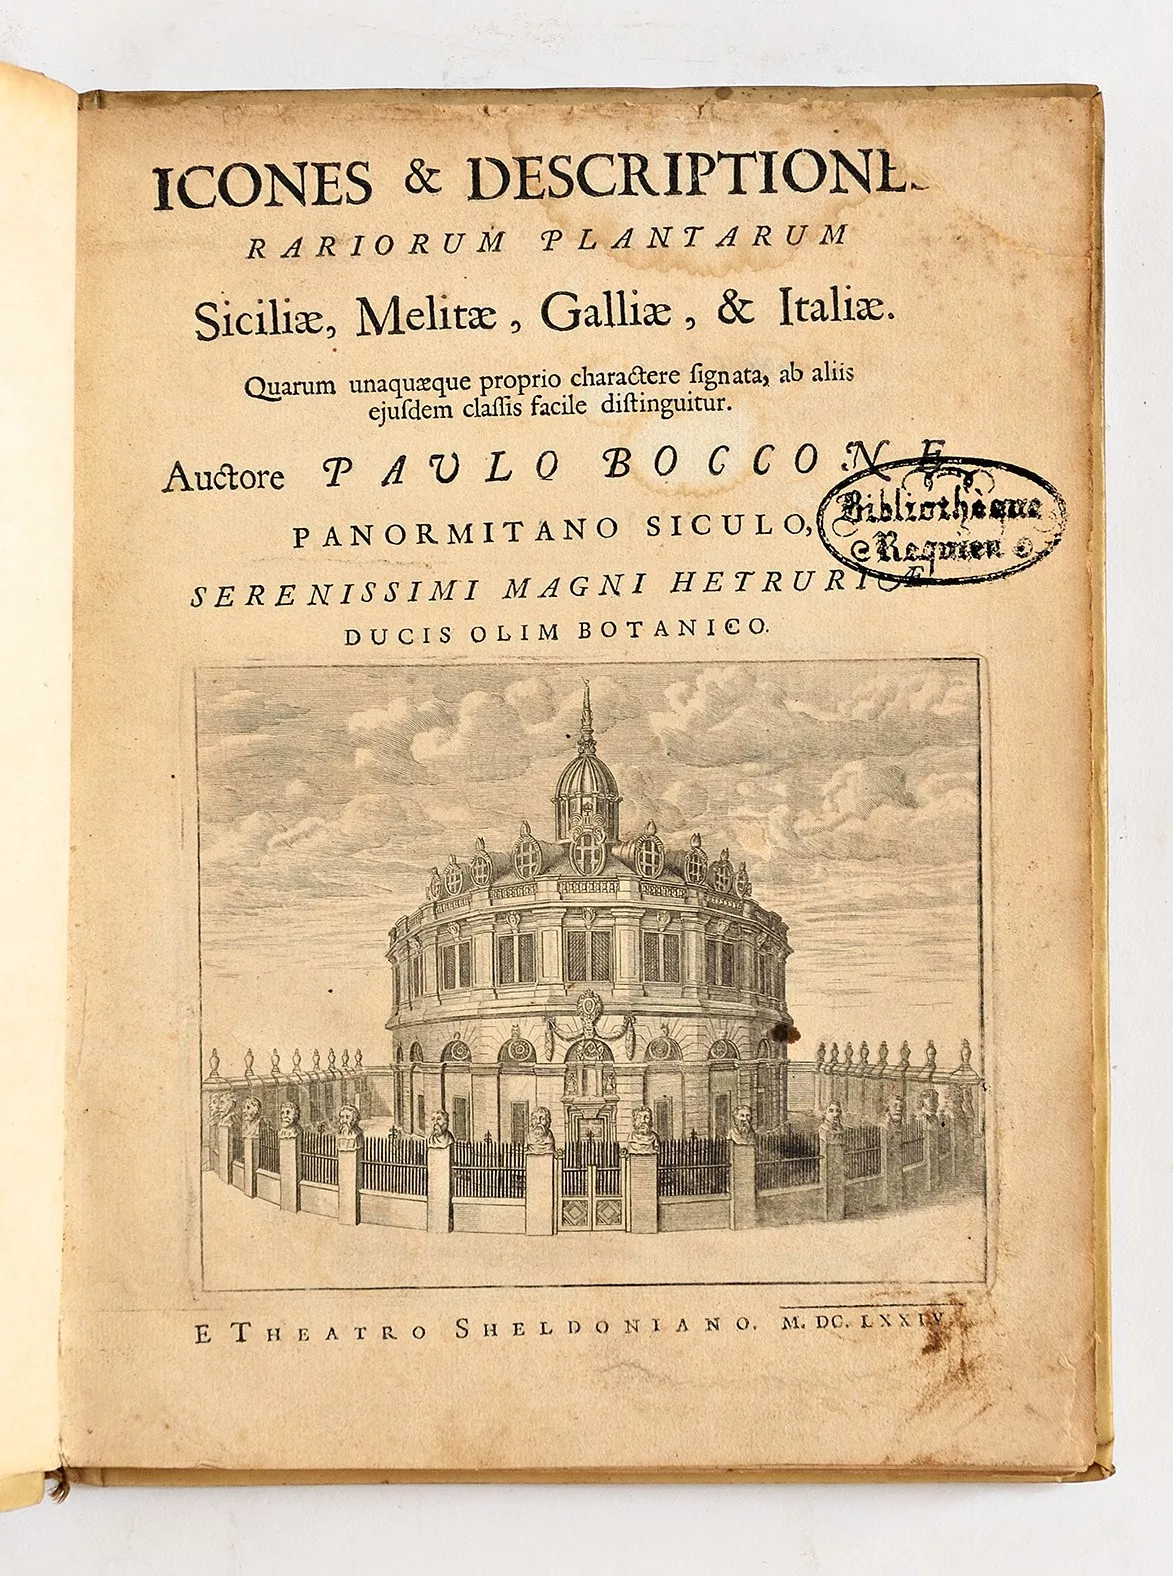 ICONES & DESCRIPTIONES
RARIORUM PLANTARUM
Siciliæ, Melitæ, Galliæ, & Italiæ.
Quarum unaquæque proprio charactere ſignata, ab aliis
ejuſdem claſſis facile diſtinguitur.
Auctore PAULO BOCCONE
PANORMITANO SICULO,
Bibliothèque
Requien
SERENISSIMI MAGNI HETRURIÆ
DUCIS OLIM BOTANICO.
E THEATRO SHELDONIANO. M. DC. LXXIV.